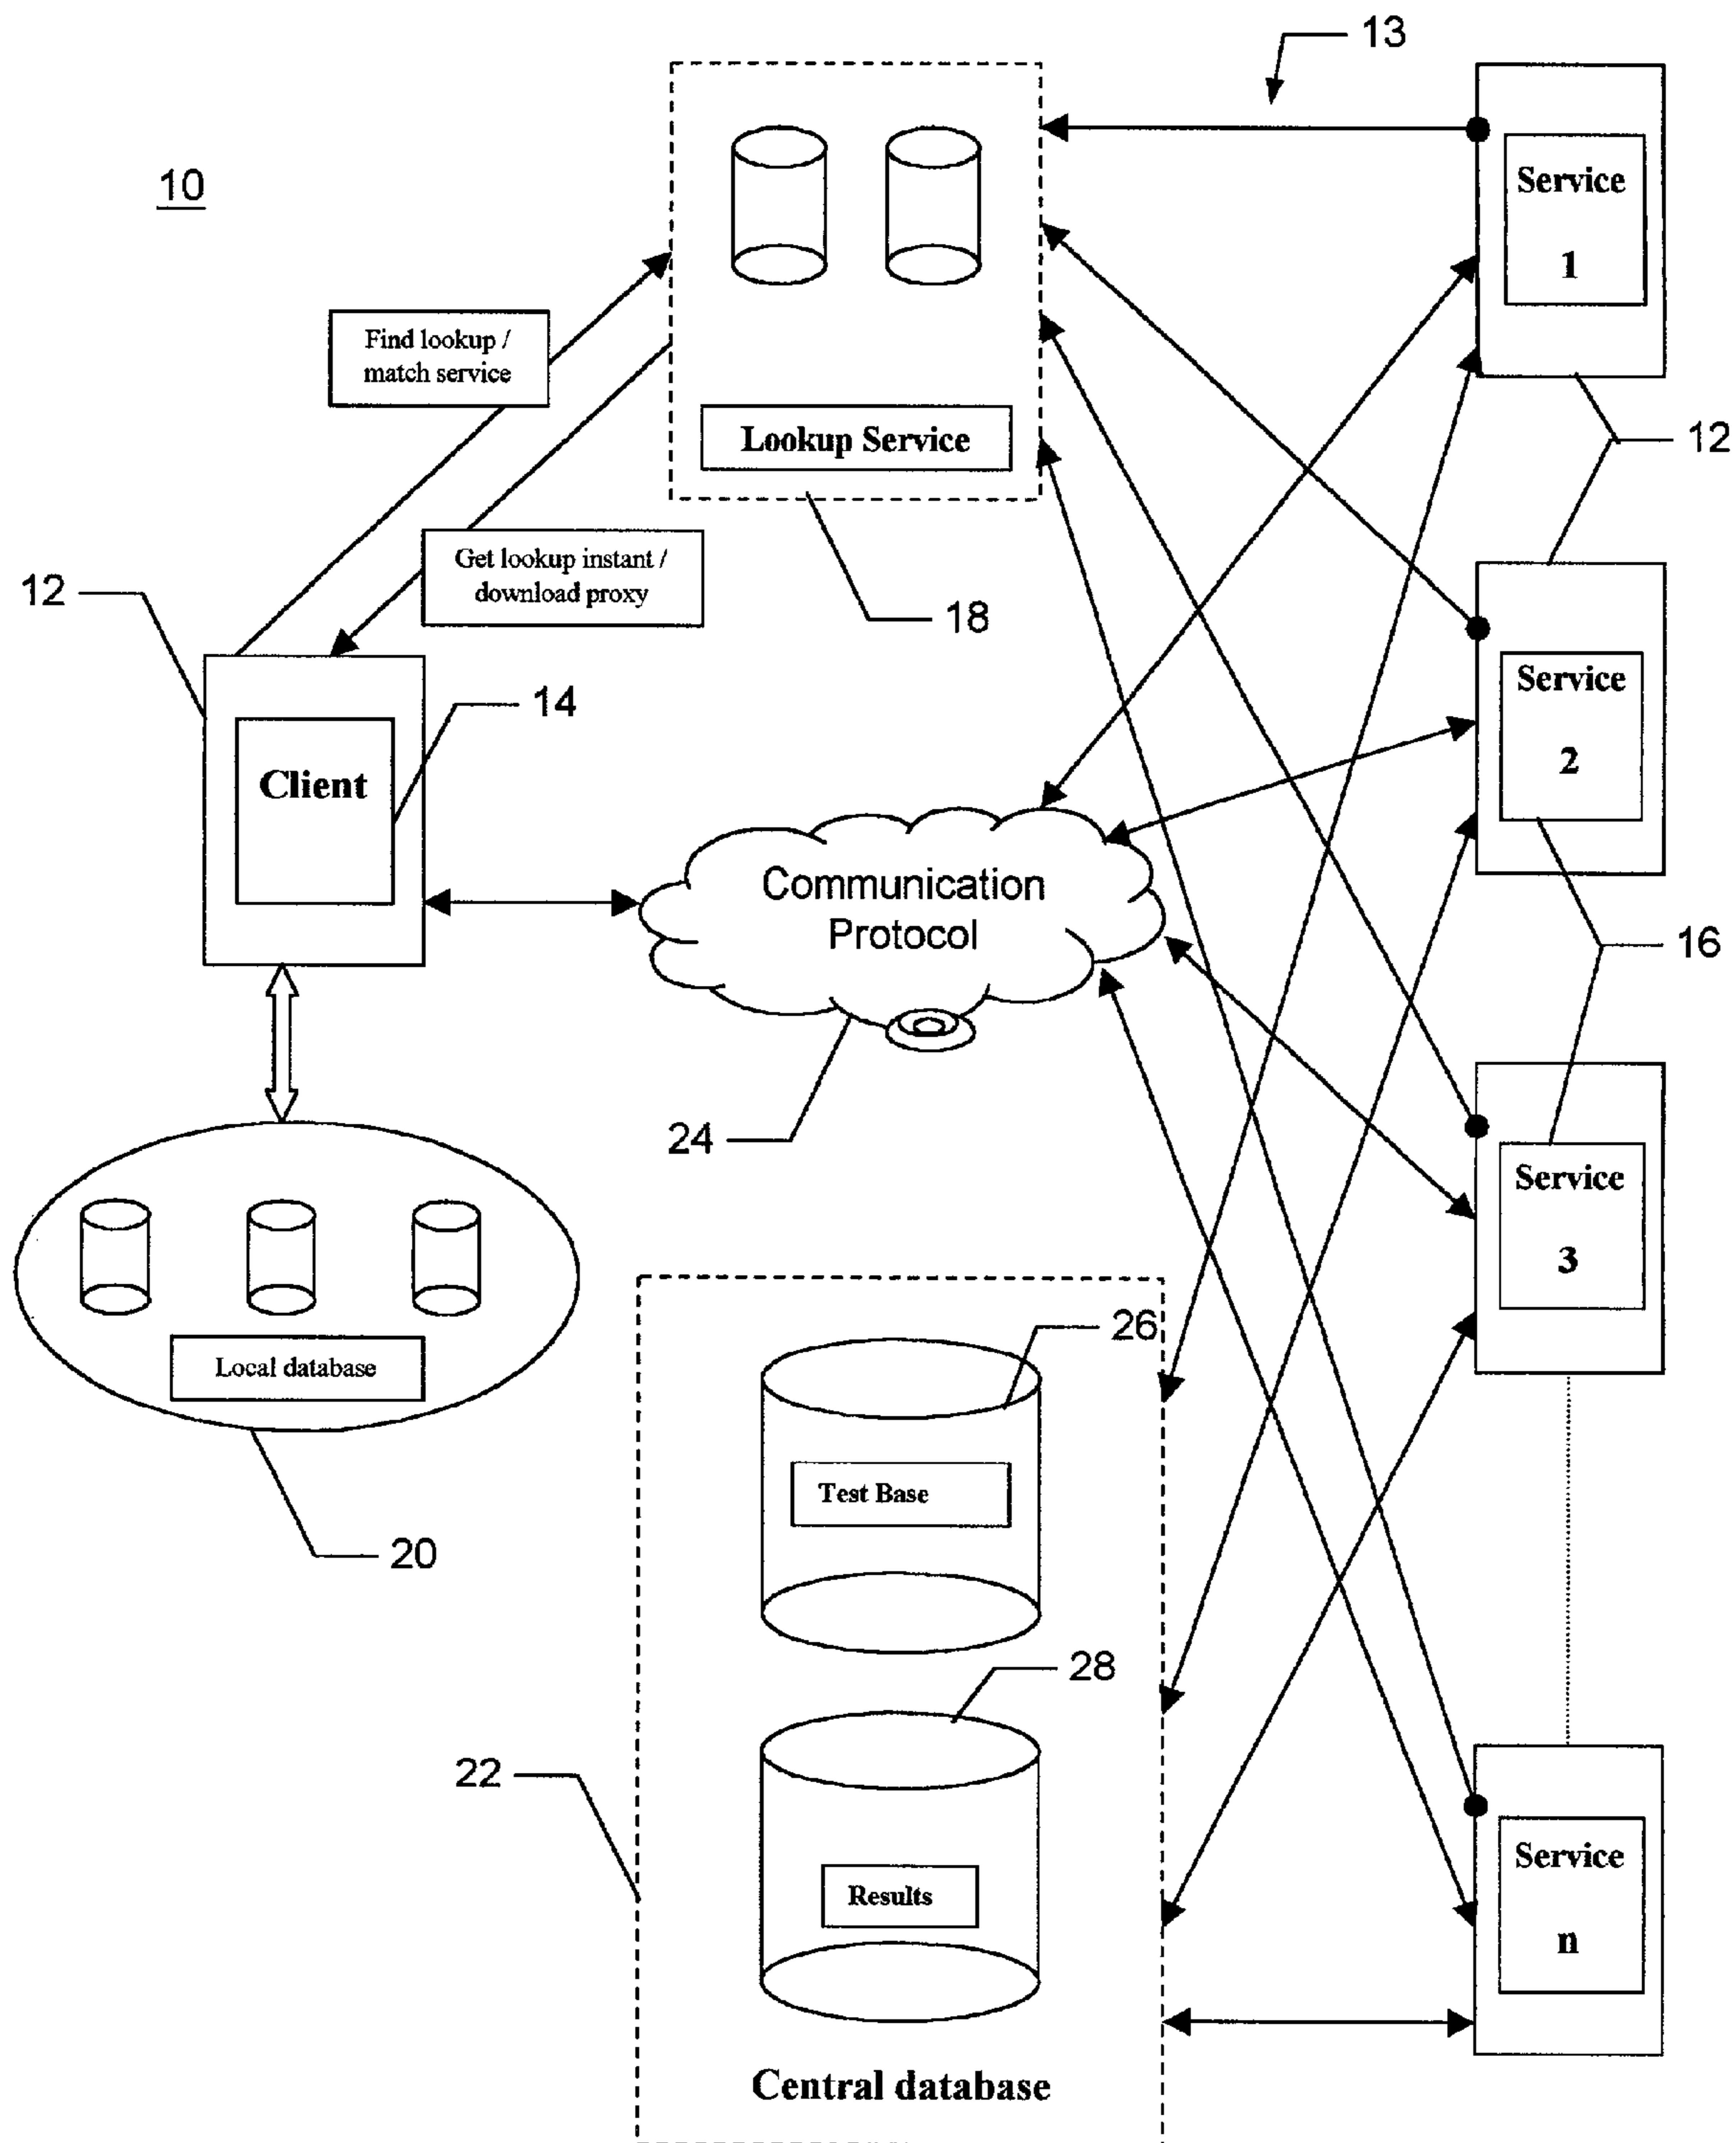 13
10
Service
1
Find lookup /
match service
Lookup Service
12
Get lookup instant /
download proxy
12
18
Service
2
14
Client
Communication
Protocol
16
24
Service
3
26
Local database
Test Base
20
28
22
Service
n
Results
Central database